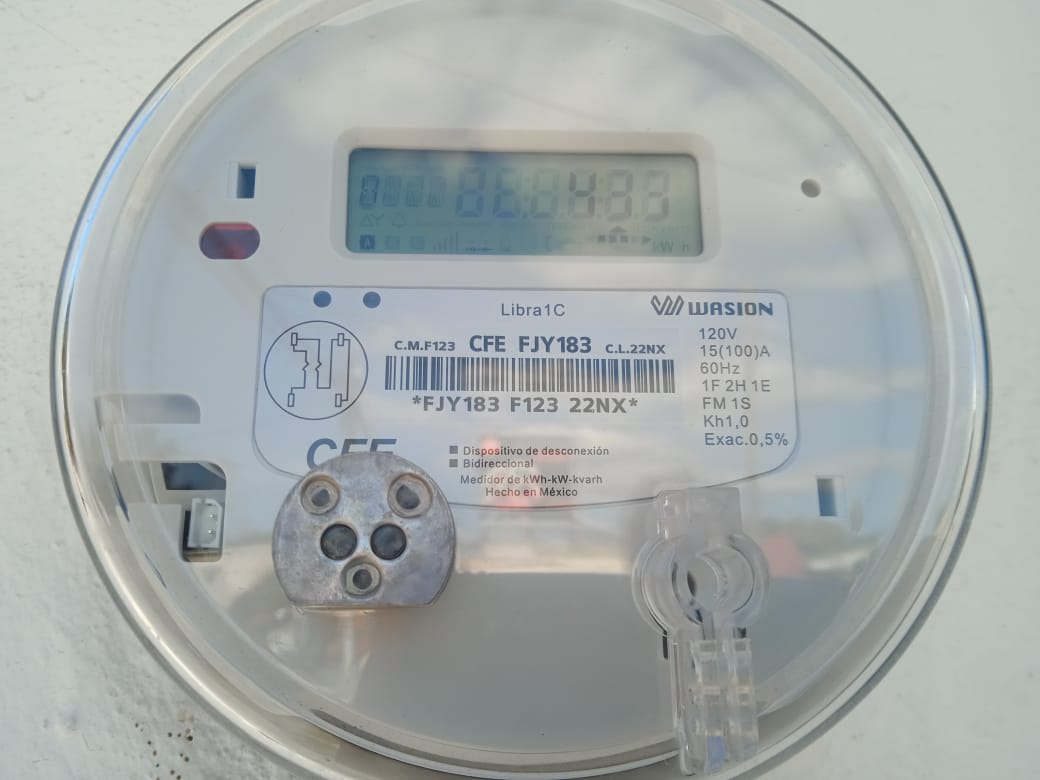 kW h
Libra1C
WASION
C.M.F123 CFE FJY183 C.L.22NX
*FJY183 F123 22NX*
120V
15(100)A
60Hz
1F 2H 1E
FM 1S
Kh1,0
Exac.0,5%
CFE
Dispositivo de desconexión
Bidireccional
Medidor de kWh-kW-kvarh
Hecho en México